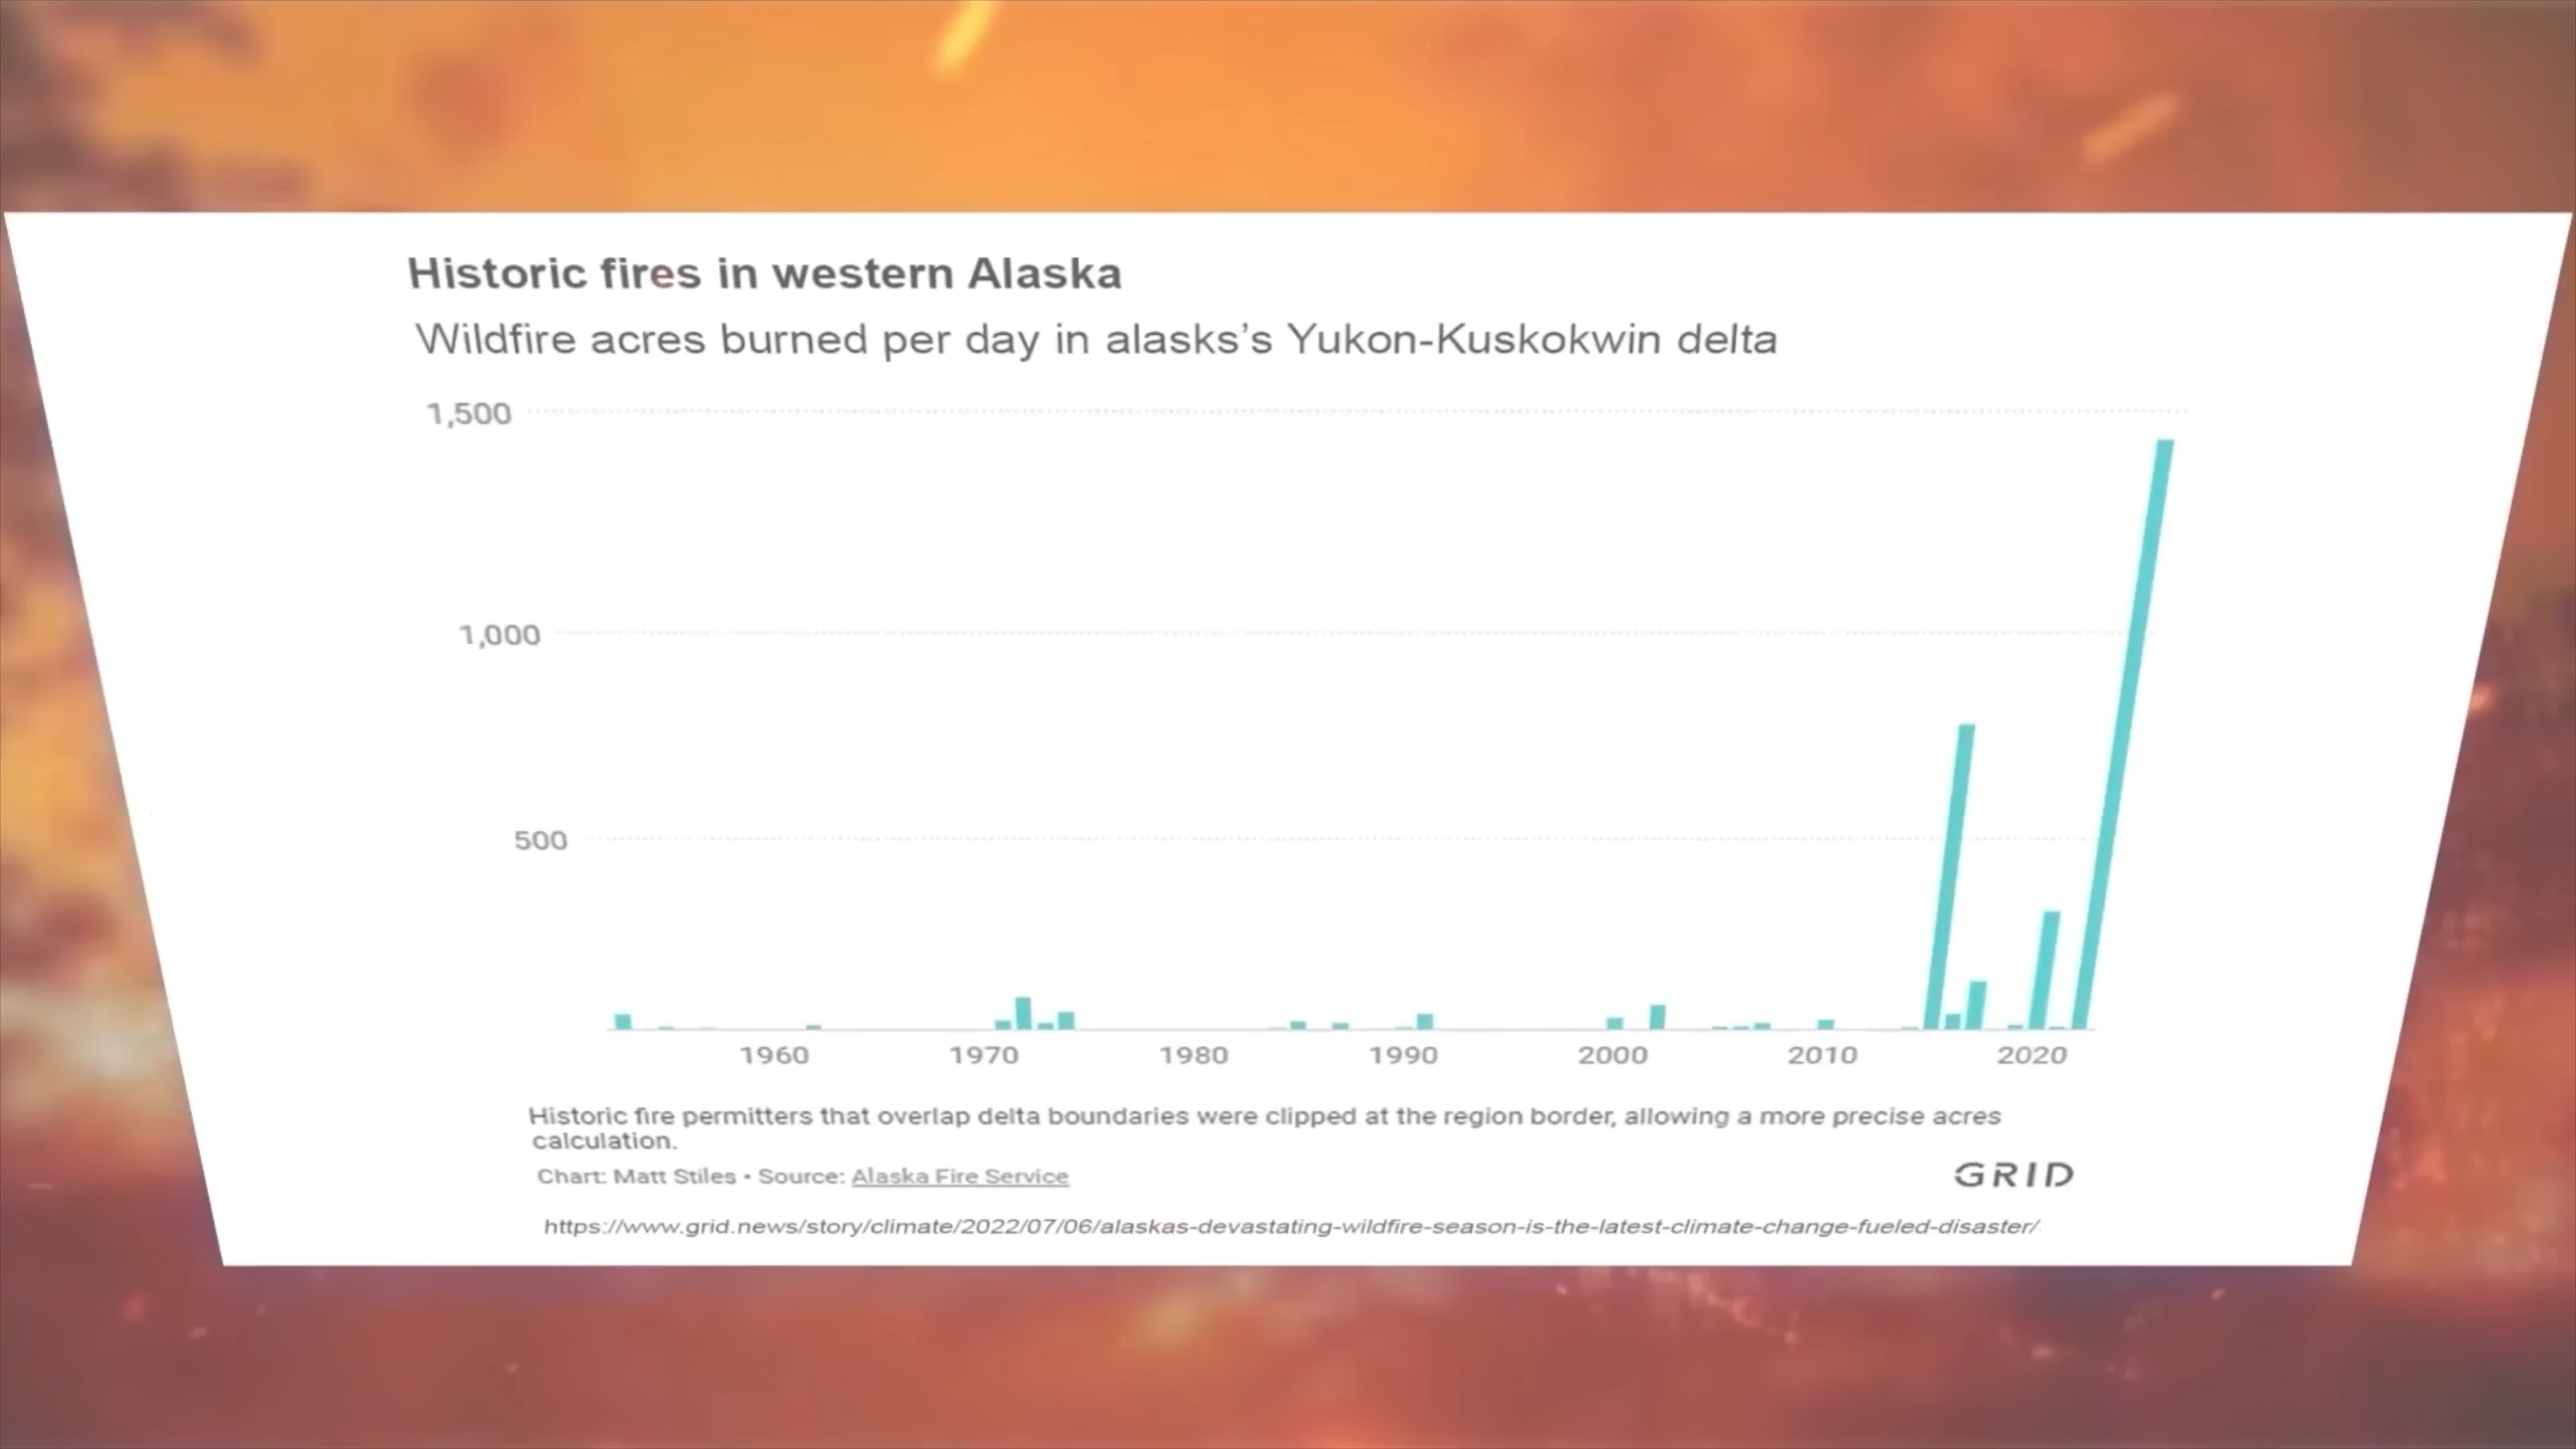 Historic fires in western Alaska
Wildfire acres burned per day in alasks's Yukon-Kuskokwin delta
1,500
1,000
500
1960 1970 1980 1990 2000 2010 2020
Historic fire permitters that overlap delta boundaries were clipped at the region border, allowing a more precise acres
calculation.
Chart: Matt Stiles • Source: Alaska Fire Service
GRID
https://www.grid.news/story/climate/2022/07/06/alaskas-devastating-wildfire-season-is-the-latest-climate-change-fueled-disaster/